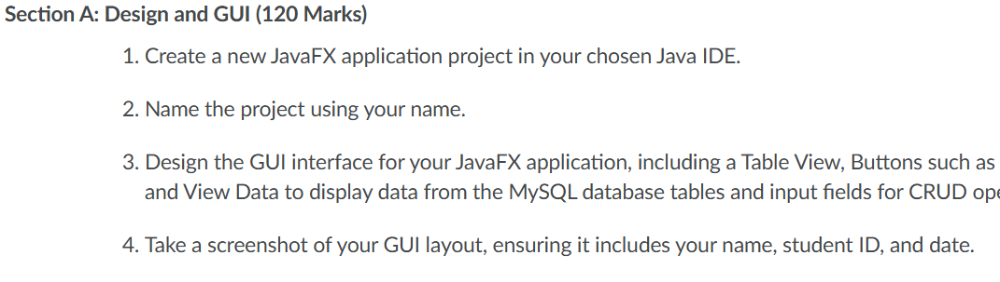 Section A: Design and GUI (120 Marks)
1. Create a new JavaFX application project in your chosen Java IDE.
2. Name the project using your name.
3. Design the GUI interface for your JavaFX application, including a Table View, Buttons such as
and View Data to display data from the MySQL database tables and input fields for CRUD
4. Take a screenshot of your GUI layout, ensuring it includes your name, student ID, and date.